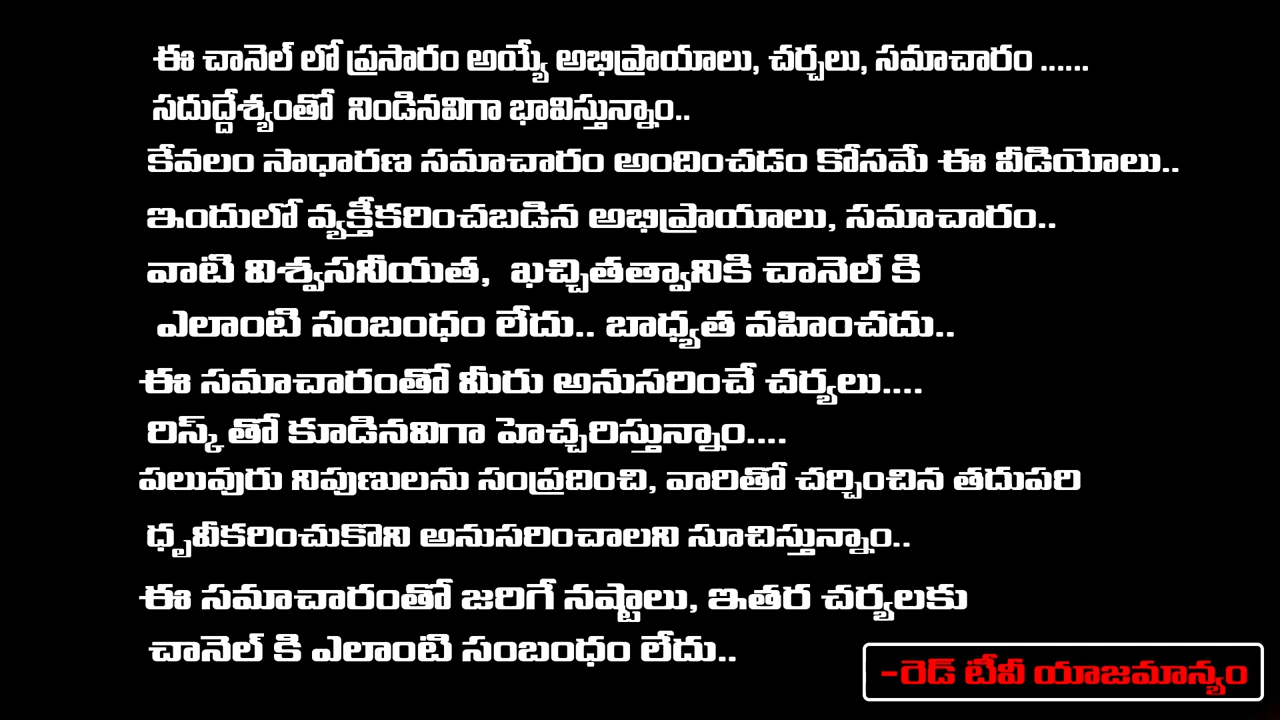 ఈ చానెల్ లో ప్రసారం అయ్యే అభిప్రాయాలు, చర్చలు, సమాచారం ......
సదుద్దేశ్యంతో నిండినవిగా భావిస్తున్నాం..
కేవలం సాధారణ సమాచారం అందించడం కోసమే ఈ వీడియోలు..
ఇందులో వ్యక్తీకరించబడిన అభిప్రాయాలు, సమాచారం..
వాటి విశ్వసనీయత, ఖచ్చితత్వానికి చానెల్ కి
ఎలాంటి సంబంధం లేదు.. బాధ్యత వహించదు..
ఈ సమాచారంతో మీరు అనుసరించే చర్యలు....
రిస్క్ తో కూడినవిగా హెచ్చరిస్తున్నాం....
పలువురు నిపుణులను సంప్రదించి, వారితో చర్చించిన తదుపరి
ధృవీకరించుకొని అనుసరించాలని సూచిస్తున్నాం..
ఈ సమాచారంతో జరిగే నష్టాలు, ఇతర చర్యలకు
చానెల్ కి ఎలాంటి సంబంధం లేదు..
-రెడ్ టీవీ యాజమాన్యం